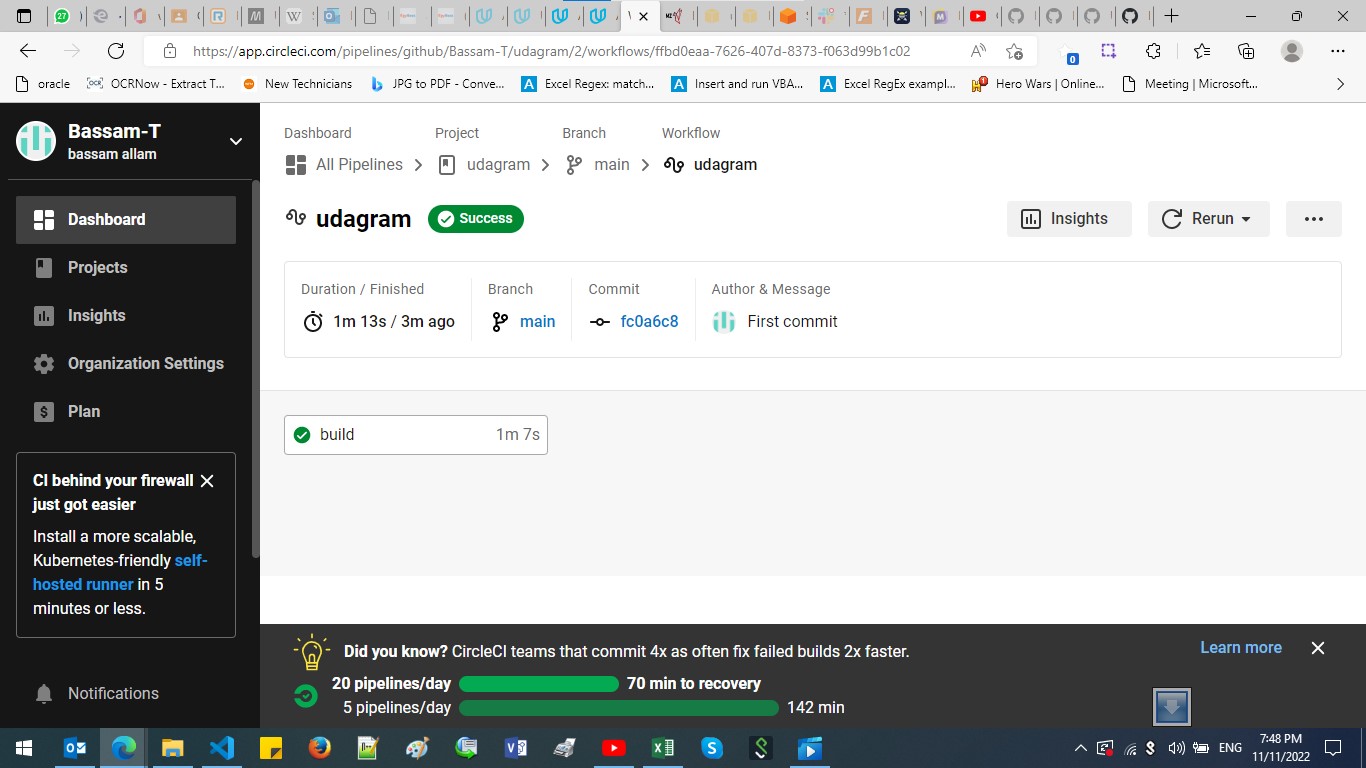 https://app.circleci.com/pipelines/github/Bassam-T/udagram/2/workflows/ffbd0eaa-7626-407d-8373-f063d99b1c02
0
oracle
OCRNow - Extract T...
New Technicians
JPG to PDF - Conve...
Excel Regex: match...
Insert and run VBA...
Excel RegEx exampl...
Hero Wars | Online...
Meeting | Microsoft...
Bassam-T
bassam allam
Dashboard
Projects
Insights
Organization Settings
Plan
CI behind your firewall
just got easier
Install a more scalable,
Kubernetes-friendly self-
hosted runner in 5
minutes or less.
Notifications
Dashboard Project Branch Workflow
All Pipelines udagram main udagram
udagram Success
Insights Rerun
Duration / Finished Branch Commit Author & Message
1m 13s / 3m ago main fc0a6c8 First commit
build 1m 7s
Did you know? CircleCI teams that commit 4x as often fix failed builds 2x faster.
Learn more
20 pipelines/day 70 min to recovery
5 pipelines/day 142 min
ENG
7:48 PM
11/11/2022